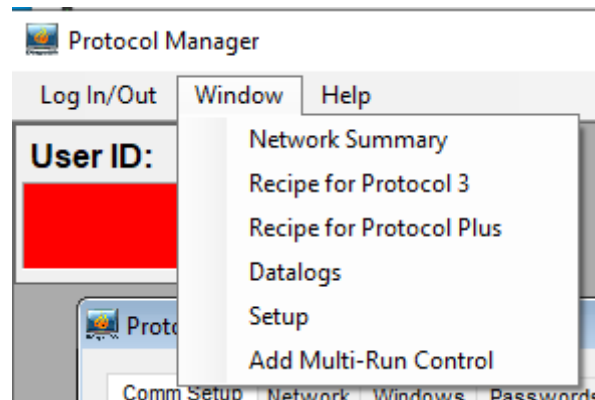 Protocol Manager
Log In/Out Window Help
User ID:
Network Summary
Recipe for Protocol 3
Recipe for Protocol Plus
Datalogs
Setup
Add Multi-Run Control
Comm Setup Network Windows